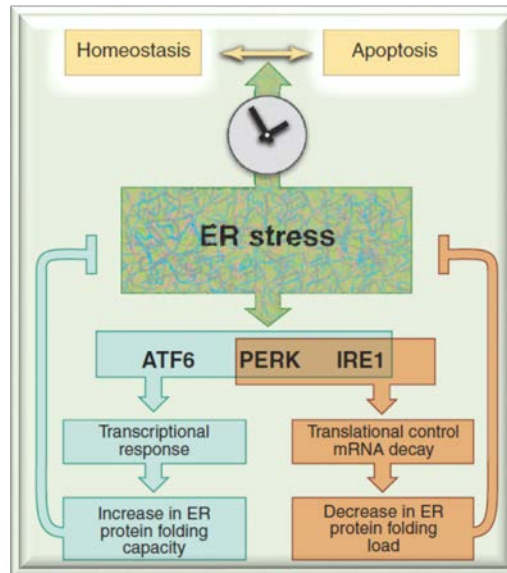 Homeostasis
Apoptosis
ER stress
ATF6 PERK IRE1
Transcriptional
response
Translational control
mRNA decay
Increase in ER
protein folding
capacity
Decrease in ER
protein folding
load